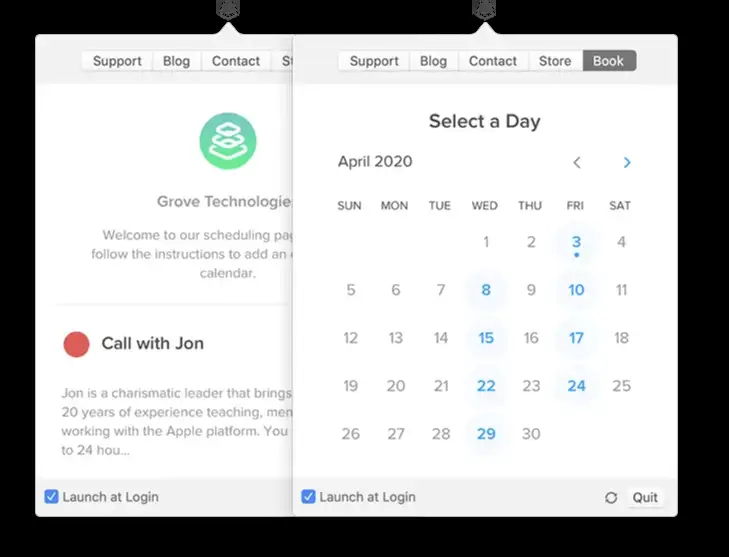 Support Blog Contact
Grove Technologie
Welcome to our scheduling pag
follow the instructions to add an
calendar.
Call with Jon
Jon is a charismatic leader that brings
20 years of experience teaching, men
working with the Apple platform. You
to 24 hou...
Launch at Login
Support Blog Contact Store Book
Select a Day
April 2020
SUN MON TUE WED THU FRI SAT
1 2 3 4
5 6 7 8 9 10 11
12 13 14 15 16 17 18
19 20 21 22 23 24 25
26 27 28 29 30
Launch at Login Quit